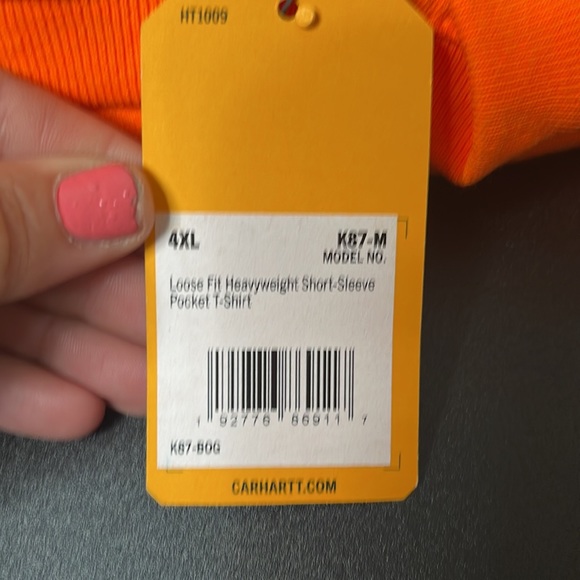 HT1009
4XL K87-M
MODEL NO.
Loose Fit Heavyweight Short-Sleeve
Pocket T-Shirt
1 92776 86911 7
K87-BOG
CARHARTT.COM